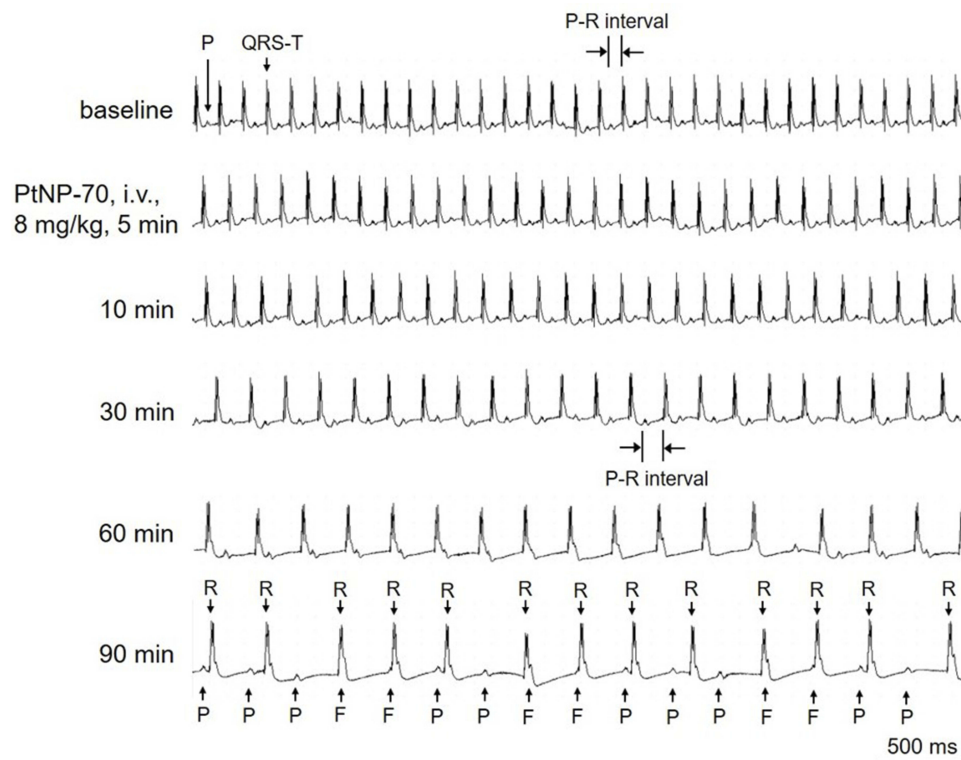 P-R interval
P QRS-T
baseline
PtNP-70, i.v.,
8 mg/kg, 5 min
10 min
30 min
P-R interval
60 min
R R R R R R R R R R R R R
90 min
P P P F F P P F F P P P F F P P
500 ms